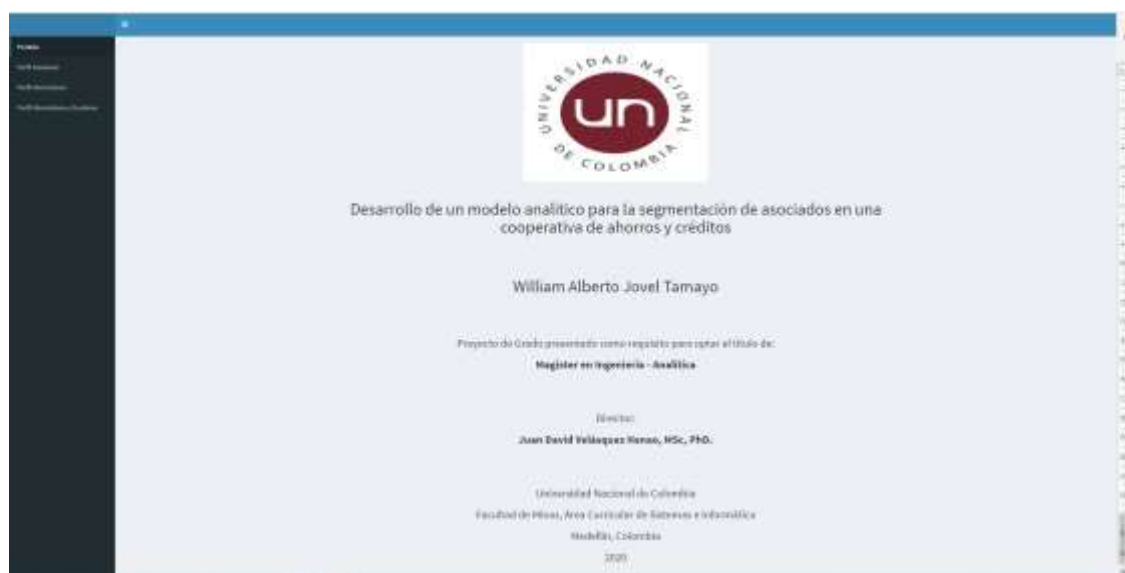 Portada
UNIVERSIDAD NACIONAL
DE COLOMBIA
un
Desarrollo de un modelo analítico para la segmentación de asociados en una
cooperativa de ahorros y créditos
William Alberto Jovel Tamayo
Proyecto de Grado presentado como requisito para optar al título de:
Magister en Ingeniería - Analítica
Director:
Juan David Velásquez Henao, MSc, PhD.
Universidad Nacional de Colombia
Facultad de Minas, Area Curricular de Sistemas e Informática
Medellín, Colombia
2020